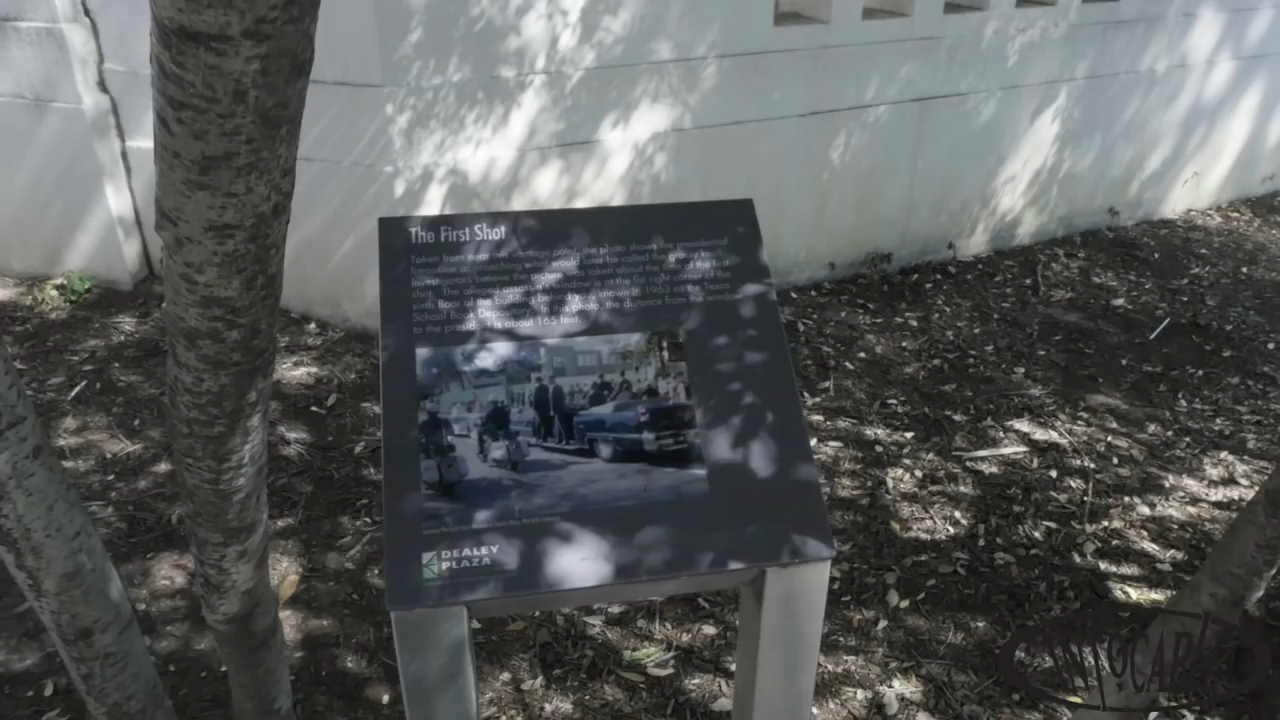 The First Shot
Taken from near this vantage point, the photo shows the presidential
limousine approaching what would later be called the grassy knoll.
Investigators believe the picture was taken about the time of the first
shot. The alleged assassin's window is at the far right corner of the
sixth floor of the building behind you, known in 1963 as the Texas
School Book Depository. In this photo, the distance from the window
to the president is about 165 feet.
DEALEY
PLAZA